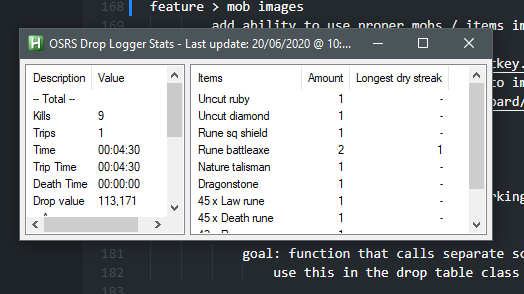 168 feature > mob images
add ability to use proper mobs / items im
OSRS Drop Logger Stats - Last update: 20/06/2020 @ 10:...
Description Value
-- Total --
Kills 9
Trips 1
Time 00:04:30
Trip Time 00:04:30
Death Time 00:00:00
Drop value 113,171
Items Amount Longest dry streak
Uncut ruby 1 -
Uncut diamond 1 -
Rune sq shield 1 -
Rune battleaxe 2 1
Nature talisman 1 -
Dragonstone 1 -
45 x Law rune 1 -
45 x Death rune 1 -
key.
to im
board/
rking
181 goal: function that calls separate sc
182 use this in the drop table class
183